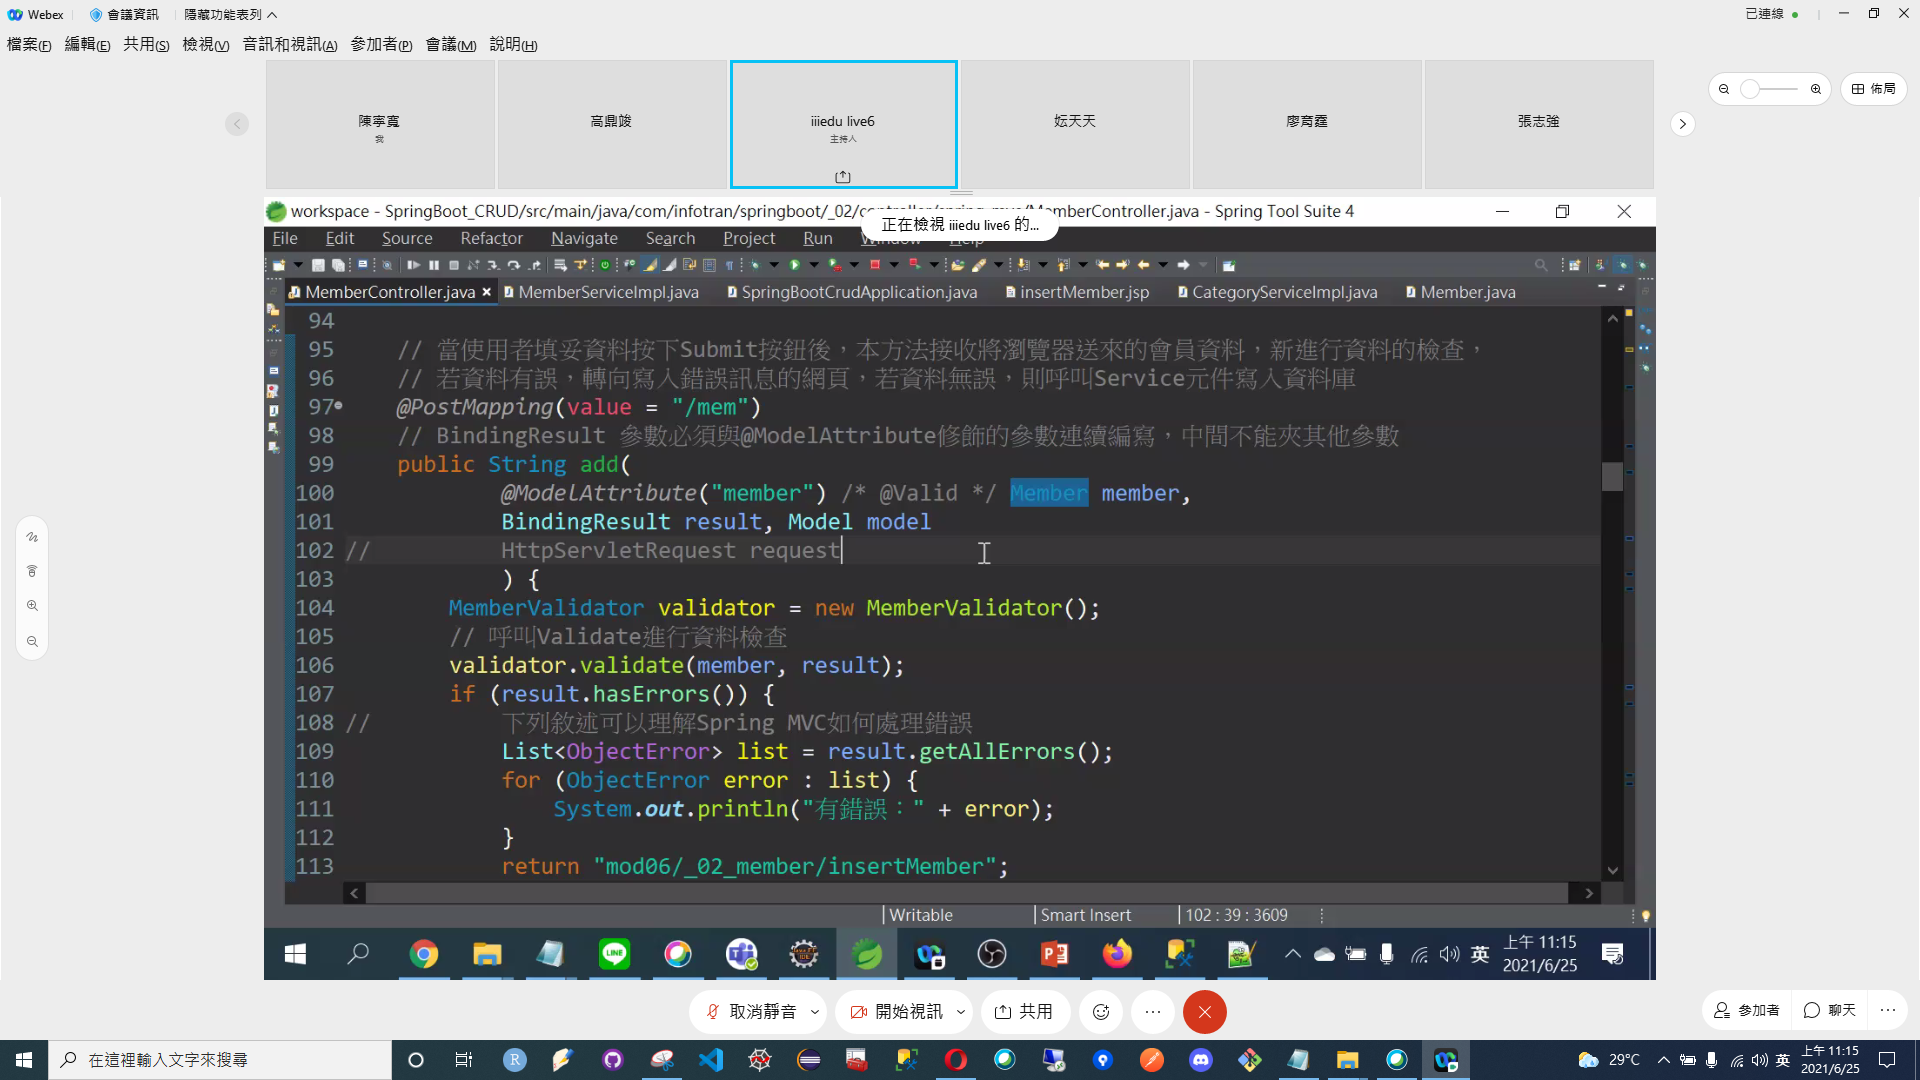 Webex 會議資訊 隱藏功能表列 已連線
檔案(F) 編輯(E) 共用(S) 檢視(V) 音訊和視訊(A) 參加者(P) 會議(M) 說明(H)
陳寧寬 高鼎竣 iiiedu live6 妘天天 廖育霆 張志強
我 主持人
佈局
workspace - SpringBoot_CRUD/src/main/java/com/infotran/springboot/_02/controller/spring_mvc/MemberController.java - Spring Tool Suite 4
正在檢視 iiiedu live6 的...
File Edit Source Refactor Navigate Search Project Run Window Help
MemberController.java MemberServiceImpl.java SpringBootCrudApplication.java insertMember.jsp CategoryServiceImpl.java Member.java
94
95 // 當使用者填妥資料按下Submit按鈕後，本方法接收將瀏覽器送來的會員資料，新進行資料的檢查，
96 // 若資料有誤，轉向寫入錯誤訊息的網頁，若資料無誤，則呼叫Service元件寫入資料庫
97 @PostMapping(value = "/mem")
98 // BindingResult 參數必須與@ModelAttribute修飾的參數連續編寫，中間不能夾其他參數
99 public String add(
100 @ModelAttribute("member") /* @Valid */ Member member,
101 BindingResult result, Model model
102 // HttpServletRequest request
103 ) {
104 MemberValidator validator = new MemberValidator();
105 // 呼叫Validate進行資料檢查
106 validator.validate(member, result);
107 if (result.hasErrors()) {
108 // 下列敘述可以理解Spring MVC如何處理錯誤
109 List<ObjectError> list = result.getAllErrors();
110 for (ObjectError error : list) {
111 System.out.println("有錯誤：" + error);
112 }
113 return "mod06/_02_member/insertMember";
Writable Smart Insert 102 : 39 : 3609
英 上午 11:15
2021/6/25
取消靜音 開始視訊 共用 參加者 聊天
在這裡輸入文字來搜尋 29°C 英 上午 11:15
2021/6/25